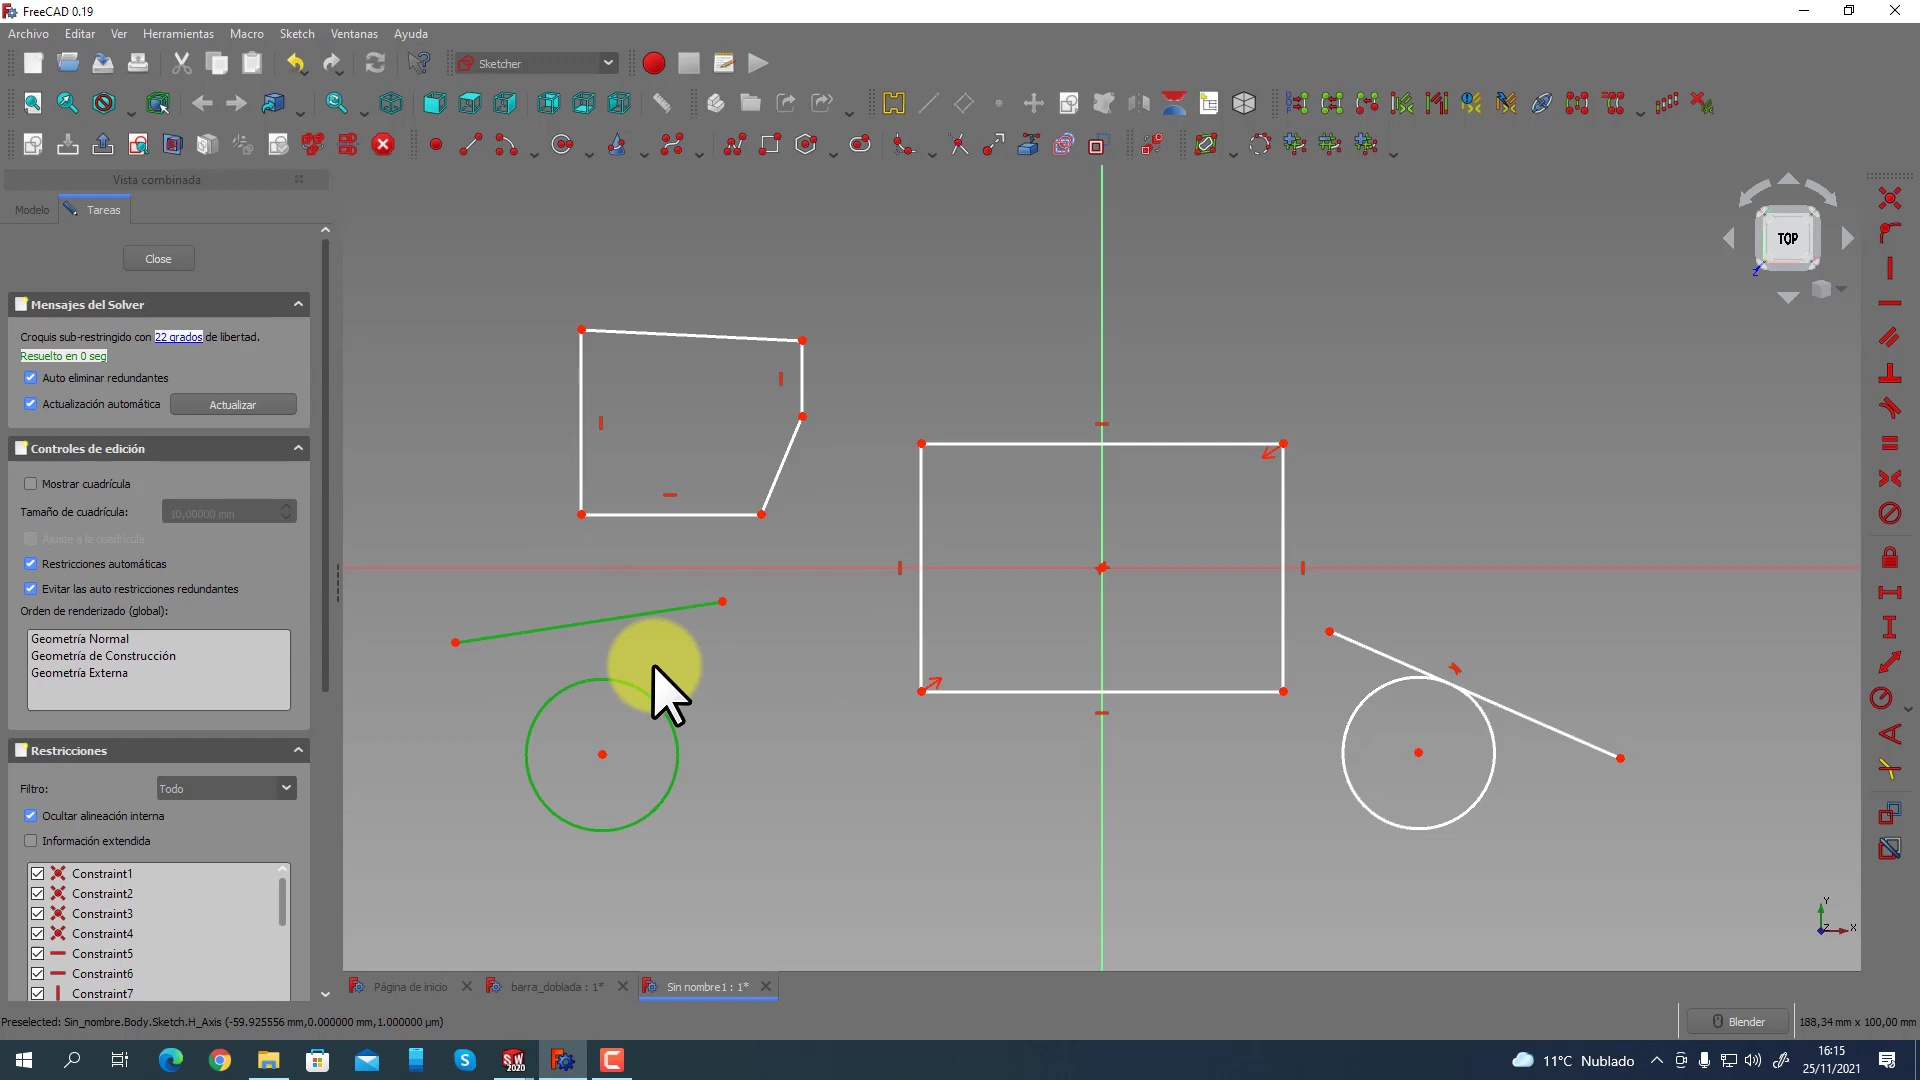 FreeCAD 0.19
Archivo Editar Ver Herramientas Macro Sketch Ventanas Ayuda
Sketcher
Vista combinada
Modelo Tareas
Close
Mensajes del Solver
Croquis sub-restringido con 22 grados de libertad.
Resuelto en 0 seg
Auto eliminar redundantes
Actualización automática Actualizar
Controles de edición
Mostrar cuadrícula
Tamaño de cuadrícula: 10,00000 mm
Ajuste a la cuadrícula
Restricciones automáticas
Evitar las auto restricciones redundantes
Orden de renderizado (global):
Geometría Normal
Geometría de Construcción
Geometría Externa
Restricciones
Filtro: Todo
Ocultar alineación interna
Información extendida
Constraint1
Constraint2
Constraint3
Constraint4
Constraint5
Constraint6
Constraint7
TOP
Z
Y
Z X
Página de inicio barra_doblada : 1* Sin nombre1 : 1*
Preselected: Sin_nombre.Body.Sketch.H_Axis (-59.925556 mm,0.000000 mm,1.000000 µm)
Blender 188,34 mm x 100,00 mm
SW 2020
11°C Nublado
16:15
25/11/2021